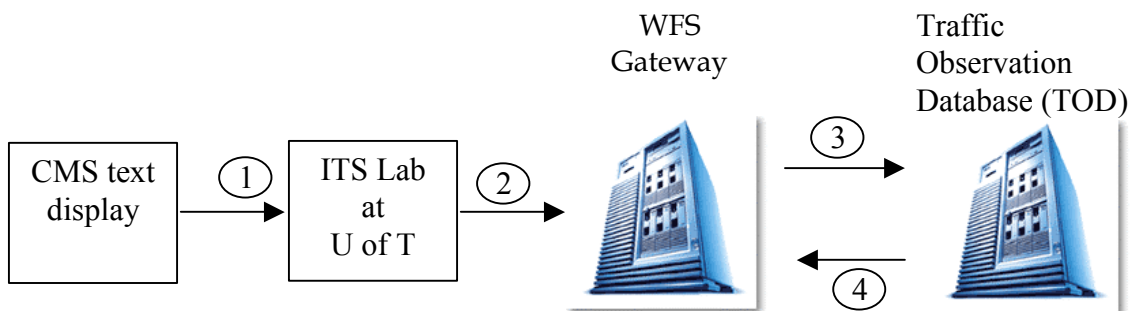 CMS text
display
1
ITS Lab
at
U of T
2
WFS
Gateway
3
4
Traffic
Observation
Database (TOD)